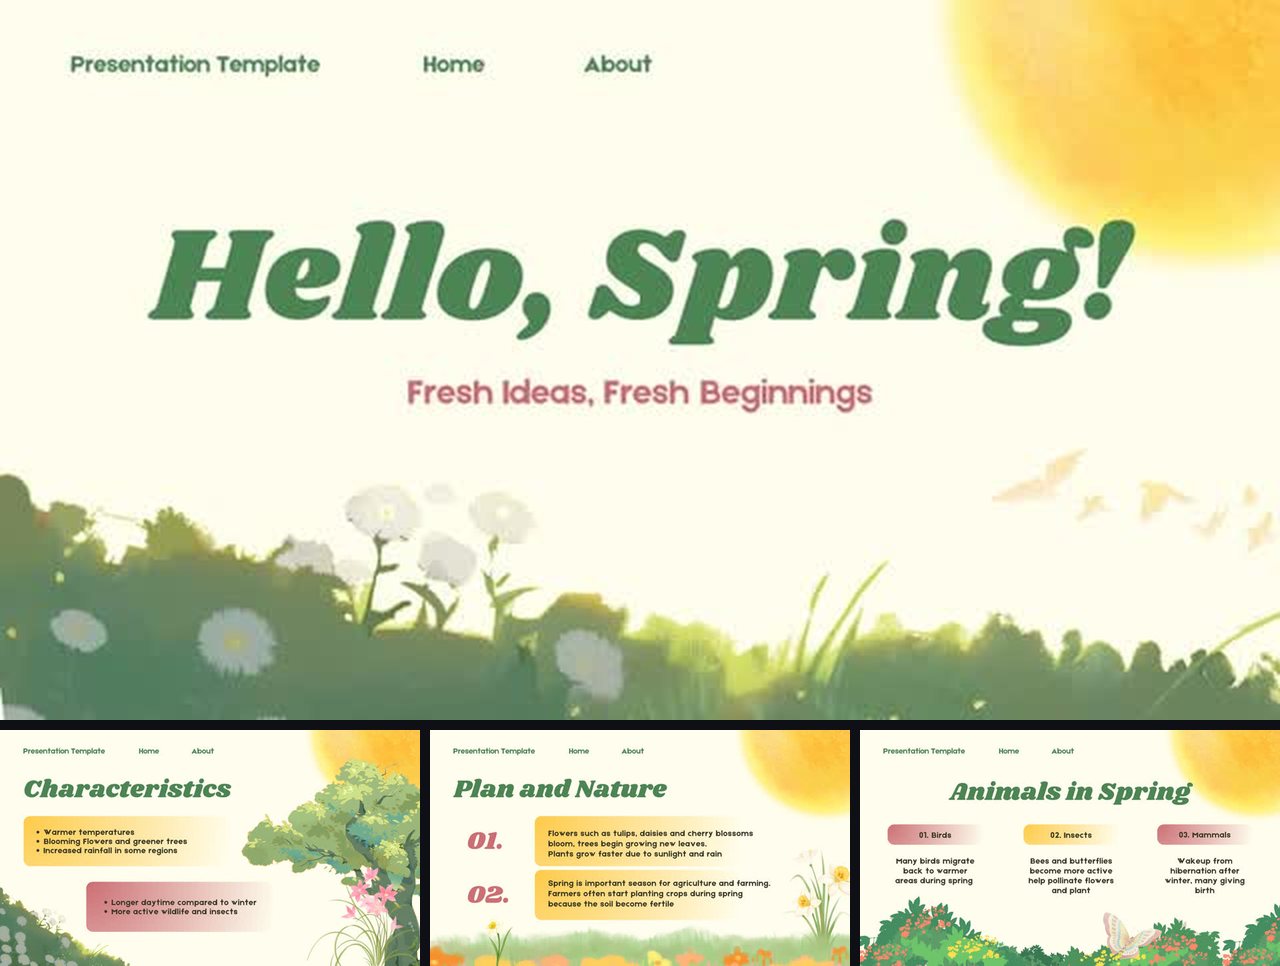 Presentation Template Home About
Hello, Spring!
Fresh Ideas, Fresh Beginnings
Presentation Template Home About
Characteristics
• Warmer temperatures
• Blooming Flowers and greener trees
• Increased rainfall in some regions
• Longer daytime compared to winter
• More active wildlife and insects
Presentation Template Home About
Plan and Nature
01.
Flowers such as tulips, daisies and cherry blossoms
bloom, trees begin growing new leaves.
Plants grow faster due to sunlight and rain
02.
Spring is important season for agriculture and farming.
Farmers often start planting crops during spring
because the soil become fertile
Presentation Template Home About
Animals in Spring
01. Birds
Many birds migrate
back to warmer
areas during spring
02. Insects
Bees and butterflies
become more active
help pollinate flowers
and plant
03. Mammals
Wakeup from
hibernation after
winter, many giving
birth